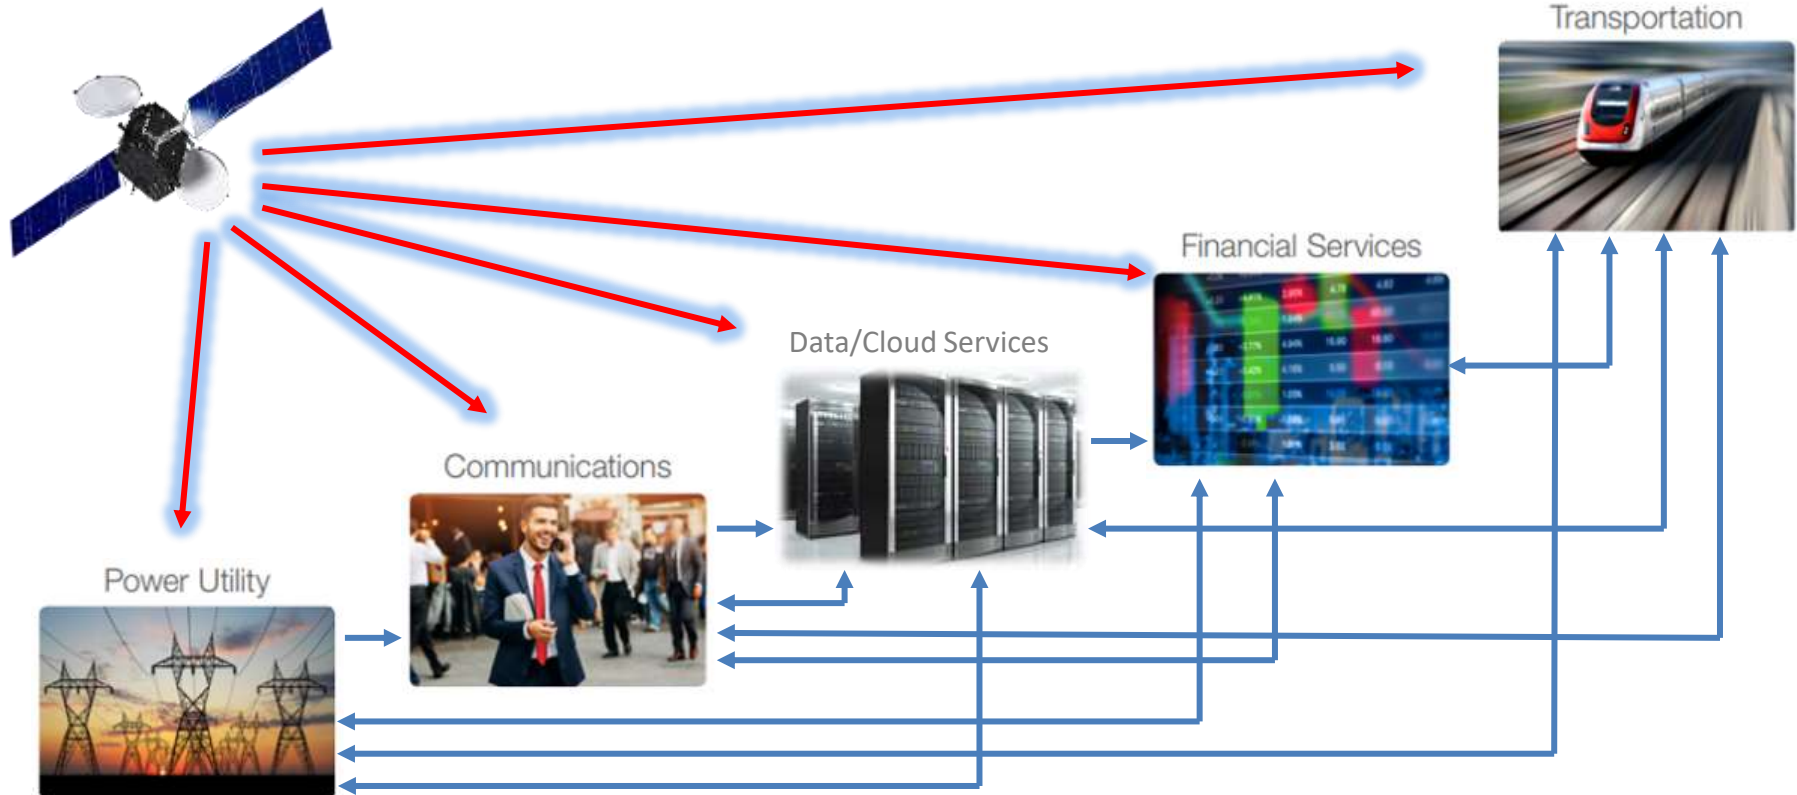 Transportation
Financial Services
Data/Cloud Services
Communications
Power Utility